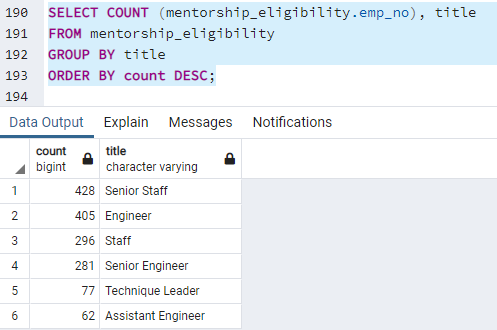 190 SELECT COUNT (mentorship_eligibility.emp_no), title
191 FROM mentorship_eligibility
192 GROUP BY title
193 ORDER BY count DESC;
194
Data Output Explain Messages Notifications
count title
bigint character varying
1 428 Senior Staff
2 405 Engineer
3 296 Staff
4 281 Senior Engineer
5 77 Technique Leader
6 62 Assistant Engineer